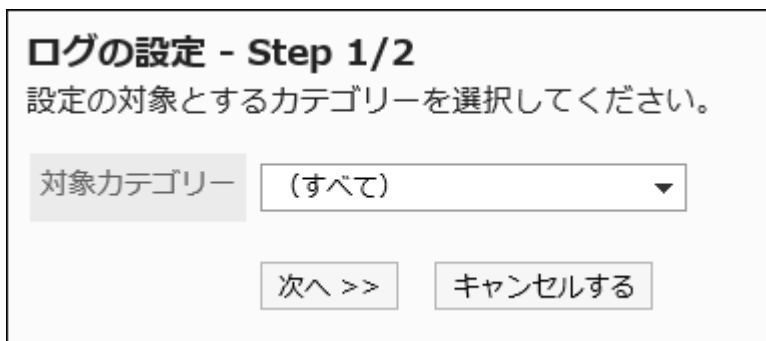 ログの設定 - Step 1/2
設定の対象とするカテゴリーを選択してください。
対象カテゴリー (すべて)
次へ >> キャンセルする